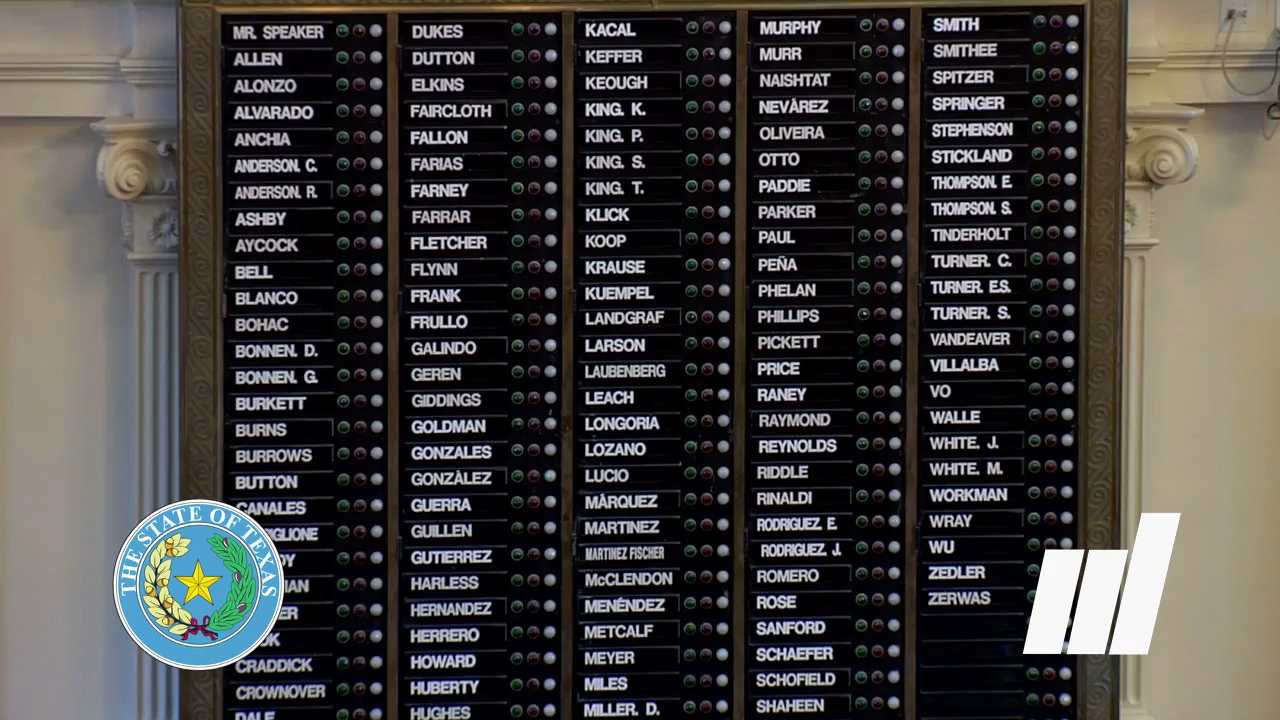 MR. SPEAKER
ALLEN
ALONZO
ALVARADO
ANCHIA
ANDERSON. C.
ANDERSON. R.
ASHBY
AYCOCK
BELL
BLANCO
BOHAC
BONNEN. D.
BONNEN. G.
BURKETT
BURNS
BURROWS
BUTTON
CANALES
CRADDICK
CROWNOVER
DALE
DUKES
DUTTON
ELKINS
FAIRCLOTH
FALLON
FARIAS
FARNEY
FARRAR
FLETCHER
FLYNN
FRANK
FRULLO
GALINDO
GEREN
GIDDINGS
GOLDMAN
GONZALES
GONZÀLEZ
GUERRA
GUILLEN
GUTIERREZ
HARLESS
HERNANDEZ
HERRERO
HOWARD
HUBERTY
HUGHES
KACAL
KEFFER
KEOUGH
KING. K.
KING. P.
KING. S.
KING. T.
KLICK
KOOP
KRAUSE
KUEMPEL
LANDGRAF
LARSON
LAUBENBERG
LEACH
LONGORIA
LOZANO
LUCIO
MÀRQUEZ
MARTINEZ
MARTINEZ FISCHER
McCLENDON
MENÉNDEZ
METCALF
MEYER
MILES
MILLER. D.
MURPHY
MURR
NAISHTAT
NEVÀREZ
OLIVEIRA
OTTO
PADDIE
PARKER
PAUL
PEÑA
PHELAN
PHILLIPS
PICKETT
PRICE
RANEY
RAYMOND
REYNOLDS
RIDDLE
RINALDI
RODRIGUEZ. E.
RODRIGUEZ. J.
ROMERO
ROSE
SANFORD
SCHAEFER
SCHOFIELD
SHAHEEN
SMITH
SMITHEE
SPITZER
SPRINGER
STEPHENSON
STICKLAND
THOMPSON. E.
THOMPSON. S.
TINDERHOLT
TURNER. C.
TURNER. E.S.
TURNER. S.
VANDEAVER
VILLALBA
VO
WALLE
WHITE. J.
WHITE. M.
WORKMAN
WRAY
WU
ZEDLER
ZERWAS
THE STATE OF TEXAS